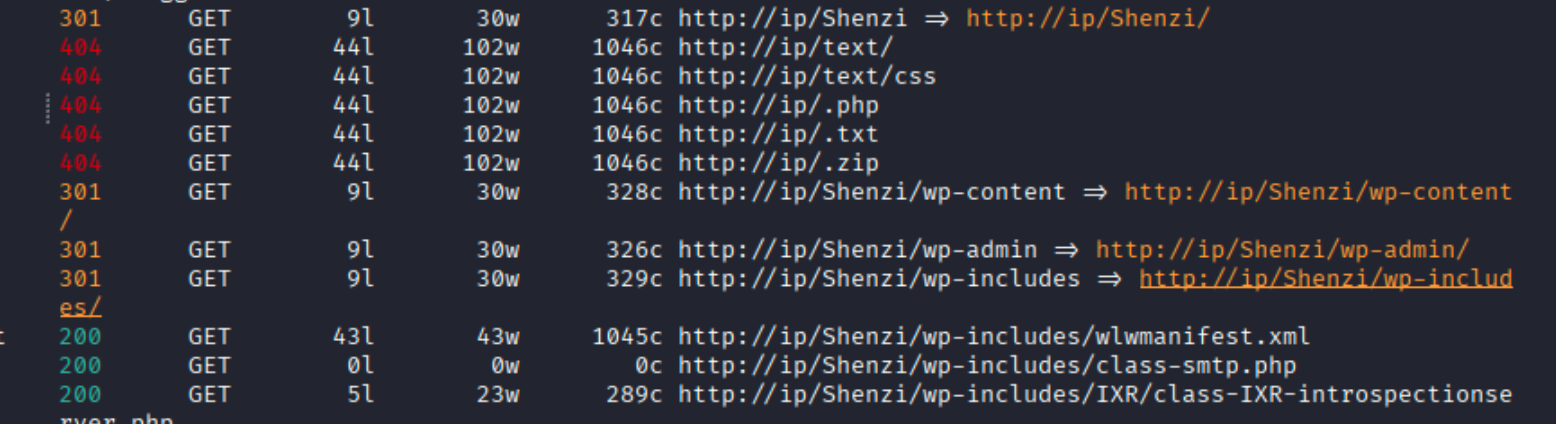 301 GET 9l 30w 317c http://ip/Shenzi => http://ip/Shenzi/
404 GET 44l 102w 1046c http://ip/text/
404 GET 44l 102w 1046c http://ip/text/css
404 GET 44l 102w 1046c http://ip/.php
404 GET 44l 102w 1046c http://ip/.txt
404 GET 44l 102w 1046c http://ip/.zip
301 GET 9l 30w 328c http://ip/Shenzi/wp-content => http://ip/Shenzi/wp-content
/
301 GET 9l 30w 326c http://ip/Shenzi/wp-admin => http://ip/Shenzi/wp-admin/
301 GET 9l 30w 329c http://ip/Shenzi/wp-includes => http://ip/Shenzi/wp-includ
es/
200 GET 43l 43w 1045c http://ip/Shenzi/wp-includes/wlwmanifest.xml
200 GET 0l 0w 0c http://ip/Shenzi/wp-includes/class-smtp.php
200 GET 5l 23w 289c http://ip/Shenzi/wp-includes/IXR/class-IXR-introspectionse
rver.php